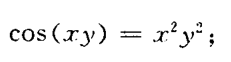 cos(xy) = x²y²;